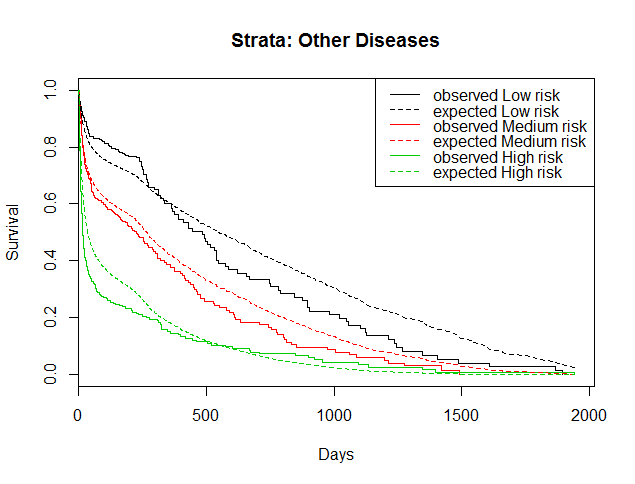 Strata: Other Diseases
observed Low risk
expected Low risk
observed Medium risk
expected Medium risk
observed High risk
expected High risk
Survival
1.0
0.8
0.6
0.4
0.2
0.0
0 500 1000 1500 2000
Days